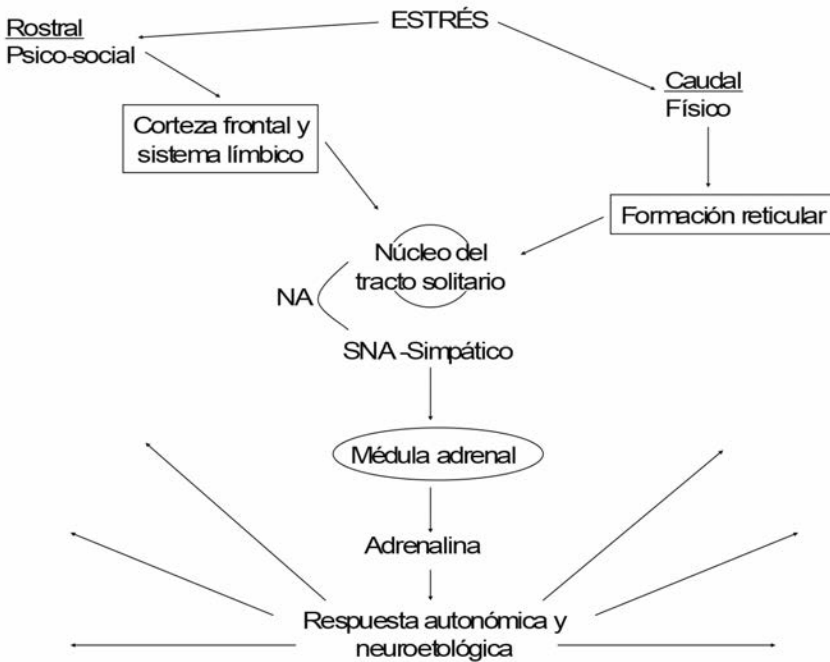 ESTRÉS
Rostral
Psico-social
Caudal
Físico
Corteza frontal y
sistema límbico
Formación reticular
Núcleo del
tracto solitario
NA
SNA -Simpático
Médula adrenal
Adrenalina
Respuesta autonómica y
neuroetológica